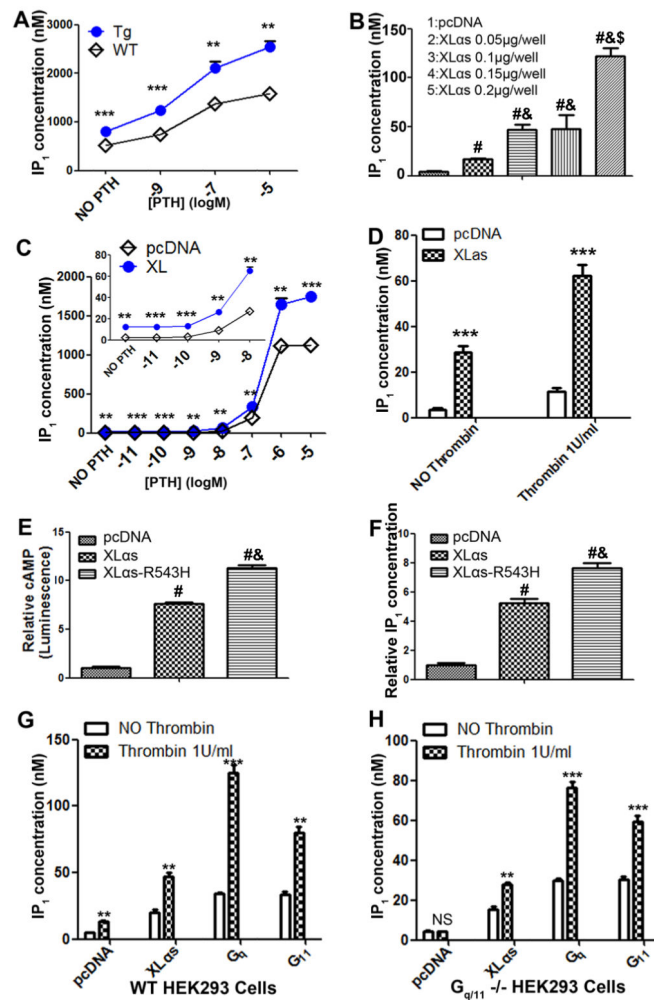 A
Tg
WT
IP1 concentration (nM)
3000
2000
1000
0
***
***
**
**
NO PTH
-9
-7
-5
[PTH] (logM)
B
1:pcDNA
2:XLαs 0.05µg/well
3:XLαs 0.1µg/well
4:XLαs 0.15µg/well
5:XLαs 0.2µg/well
IP1 concentration (nM)
150
100
50
0
#
#&
#&
#&$
1
2
3
4
5
C
pcDNA
XL
IP1 concentration (nM)
2000
1500
1000
500
0
80
60
40
20
0
**
***
***
**
**
NO PTH
-11
-10
-9
-8
**
***
***
**
**
**
**
***
NO PTH
-11
-10
-9
-8
-7
-6
-5
[PTH] (logM)
D
pcDNA
XLas
IP1 concentration (nM)
80
60
40
20
0
***
***
NO Thrombin
Thrombin 1U/ml
E
pcDNA
XLαs
XLαs-R543H
Relative cAMP
(Luminescence)
15
10
5
0
#
#&
F
pcDNA
XLαs
XLαs-R543H
Relative IP1 concentration
10
8
6
4
2
0
#
#&
G
NO Thrombin
Thrombin 1U/ml
IP1 concentration (nM)
150
100
50
0
**
**
***
**
pcDNA
XLαs
Gq
G11
WT HEK293 Cells
H
NO Thrombin
Thrombin 1U/ml
IP1 concentration (nM)
80
60
40
20
0
NS
**
***
***
pcDNA
XLαs
Gq
G11
Gq/11 -/- HEK293 Cells